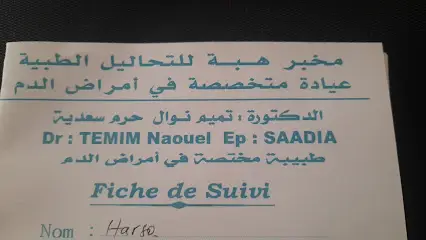 مخبر هبة للتحاليل الطبية
عيادة متخصصة في أمراض الدم
الدكتورة : تميم نوال حرم سعدية
Dr : TEMIM Naouel Ep : SAADIA
طبيبة مختصة في أمراض الدم
Fiche de Suivi
Nom :